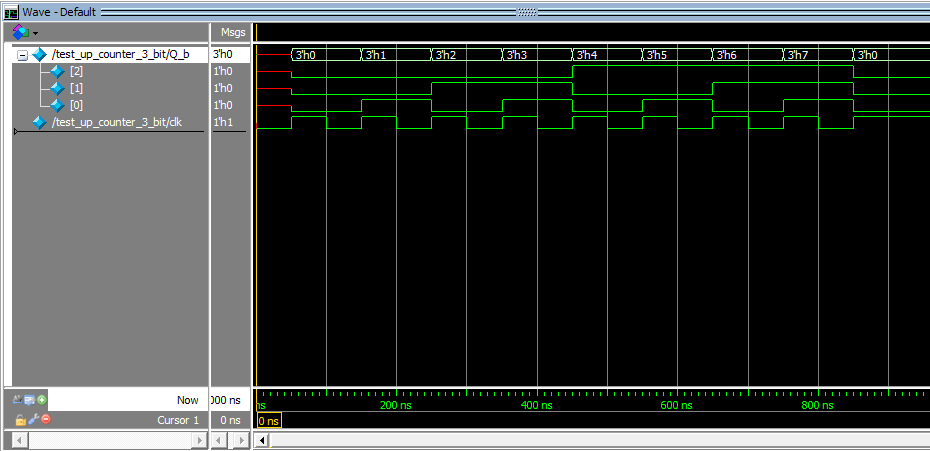 Wave - Default
Msgs
/test_up_counter_3_bit/Q_b 3'h0 3'h0 3'h1 3'h2 3'h3 3'h4 3'h5 3'h6 3'h7 3'h0
[2] 1'h0
[1] 1'h0
[0] 1'h0
/test_up_counter_3_bit/clk 1'h1
Now 000 ns ns 200 ns 400 ns 600 ns 800 ns
Cursor 1 0 ns 0 ns